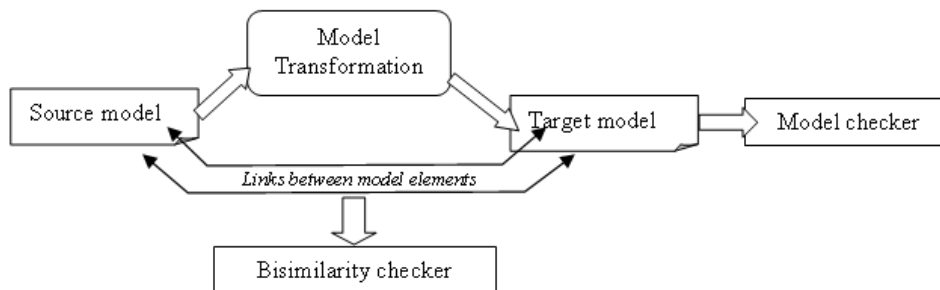 Model
Transformation
Source model
Target model
Model checker
Links between model elements
Bisimilarity checker